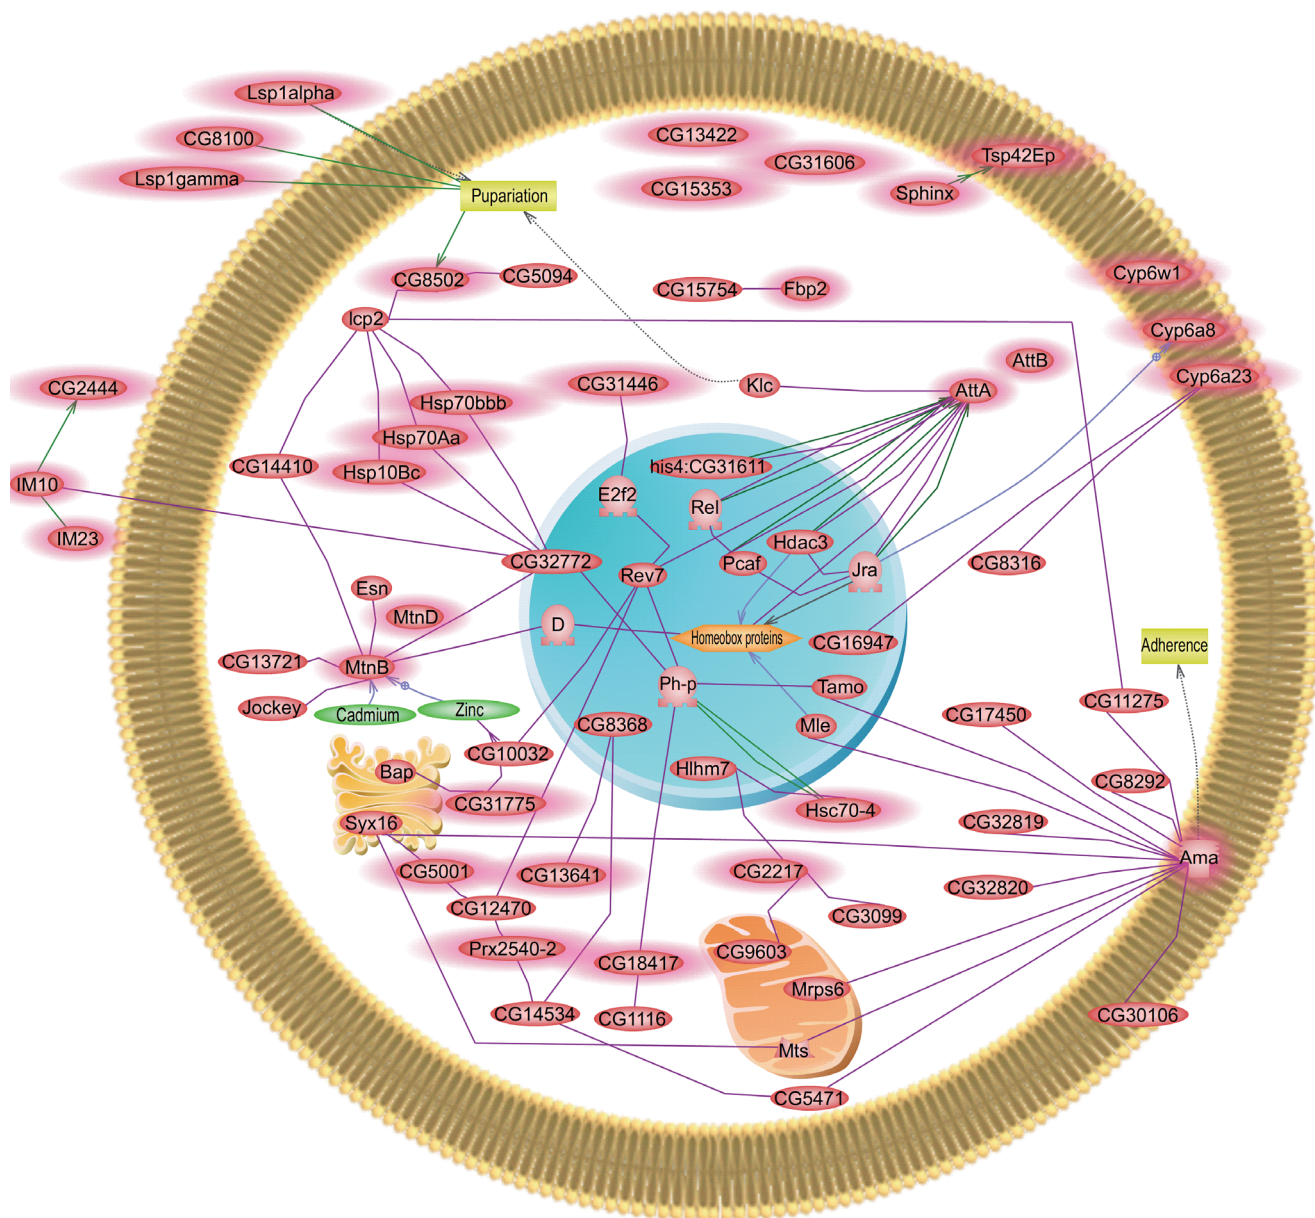 Lsp1alpha
CG8100
Lsp1gamma
Pupariation
CG13422
CG31606
CG15353
Tsp42Ep
Sphinx
CG8502
CG5094
CG15754
Fbp2
Cyp6w1
Icp2
Cyp6a8
CG2444
Hsp70bbb
CG31446
Klc
AttB
AttA
Cyp6a23
Hsp70Aa
CG14410
Hsp10Bc
his4:CG31611
IM10
E2f2
Rel
IM23
Hdac3
CG32772
Rev7
Pcaf
Jra
CG8316
Esn
MtnD
D
Homeobox proteins
CG16947
Adherence
CG13721
MtnB
Ph-p
Tamo
Jockey
Cadmium
Zinc
CG8368
Mle
CG17450
CG11275
CG10032
Bap
CG31775
Hlhm7
Hsc70-4
CG8292
Syx16
CG32819
Ama
CG5001
CG13641
CG2217
CG32820
CG12470
CG3099
Prx2540-2
CG18417
CG9603
Mrps6
CG14534
CG1116
CG30106
Mts
CG5471